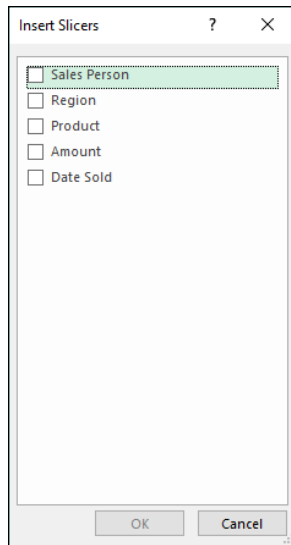 Insert Slicers ?
Sales Person
Region
Product
Amount
Date Sold
OK Cancel